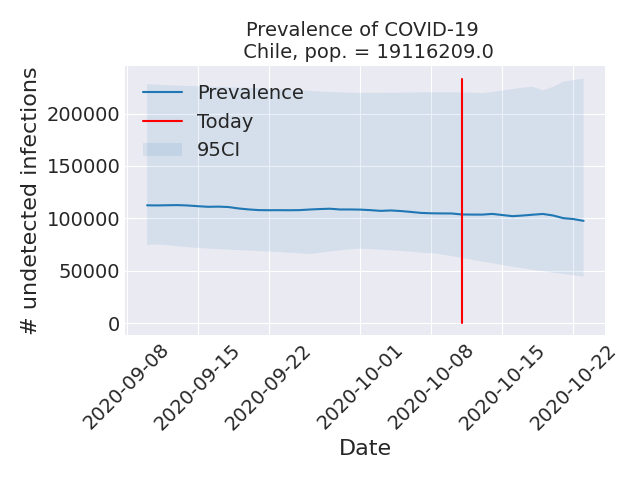 Prevalence of COVID-19
Chile, pop. = 19116209.0
# undetected infections
200000
150000
100000
50000
0
Prevalence
Today
95CI
2020-09-08
2020-09-15
2020-09-22
2020-10-01
2020-10-08
2020-10-15
2020-10-22
Date